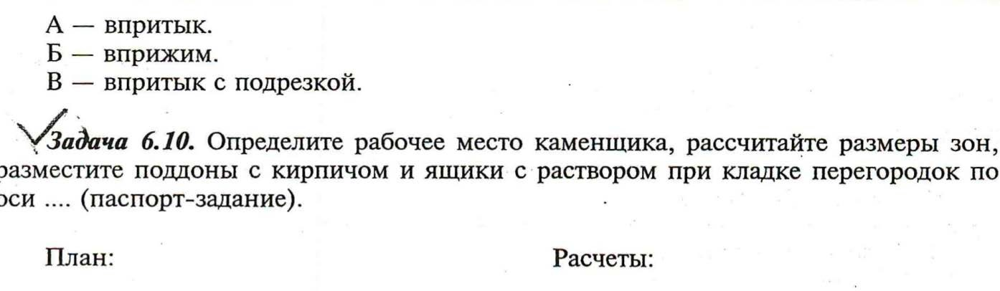 А — впритык.
Б — вприжим.
В — впритык с подрезкой.
Задача 6.10. Определите рабочее место каменщика, рассчитайте размеры зон,
разместите поддоны с кирпичом и ящики с раствором при кладке перегородок по
оси .... (паспорт-задание).
План: Расчеты: